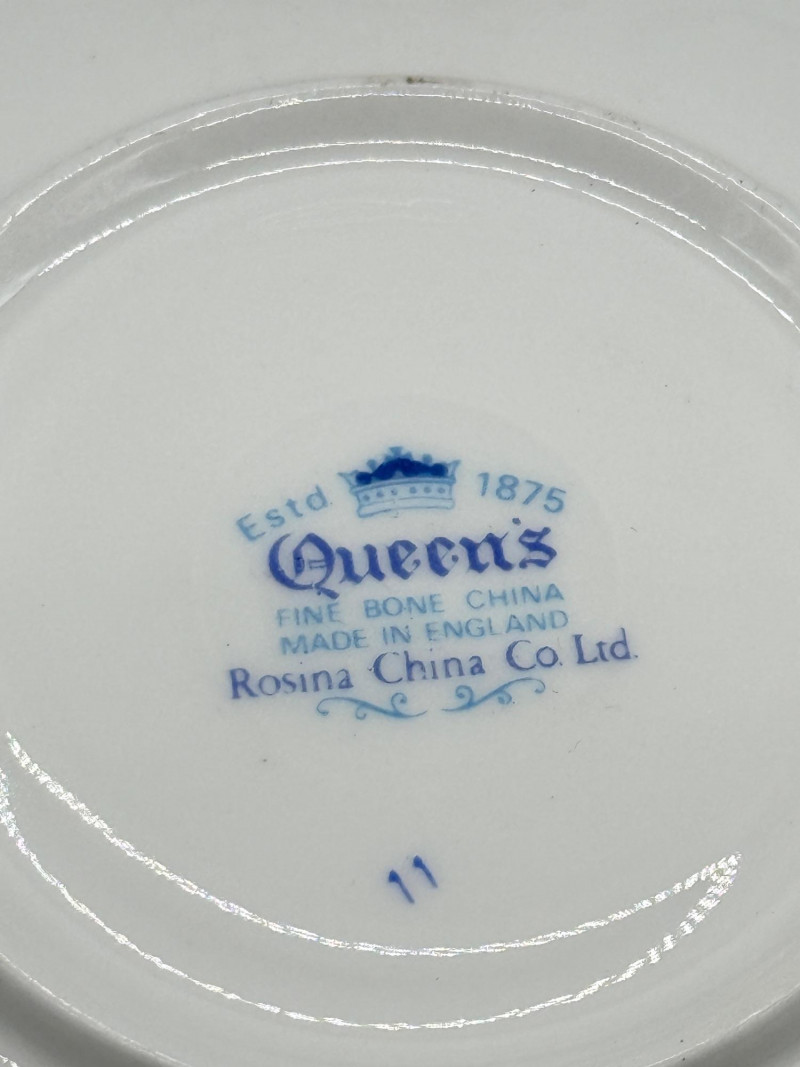 Estd 1875
Queen's
FINE BONE CHINA
MADE IN ENGLAND
Rosina China Co. Ltd.
11